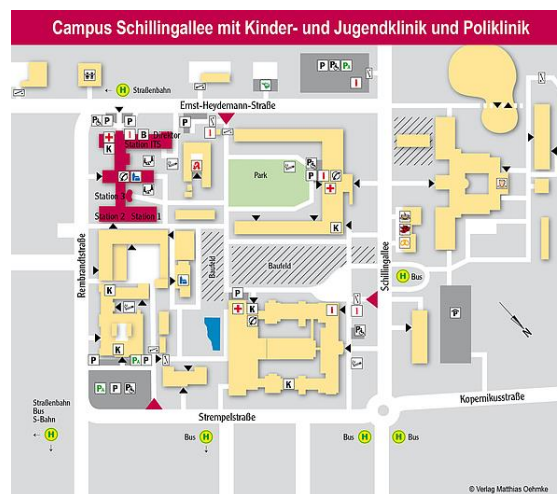 Campus Schillingallee mit Kinder- und Jugendklinik und Poliklinik
H Straßenbahn
Ernst-Heydemann-Straße
P
P
P
P
I
P
P
I B Direktor
K Station ITS
Station 3
Station 2 Station 1
Park
P I
K
Rembrandtstraße
Baufeld
Baufeld
Schillingallee
H Bus
K
K
K
P
K
I
I
P
P
P
K
N
Strempelstraße
Kopernikusstraße
Straßenbahn
Bus
S-Bahn
H
Bus H
Bus H
H Bus
© Verlag Matthias Oehmke